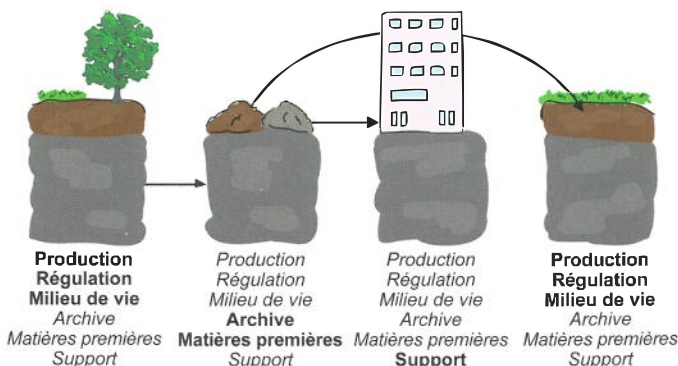 Production
Régulation
Milieu de vie
Archive
Matières premières
Support
Production
Régulation
Milieu de vie
Archive
Matières premières
Support
Production
Régulation
Milieu de vie
Archive
Matières premières
Support
Production
Régulation
Milieu de vie
Archive
Matières premières
Support